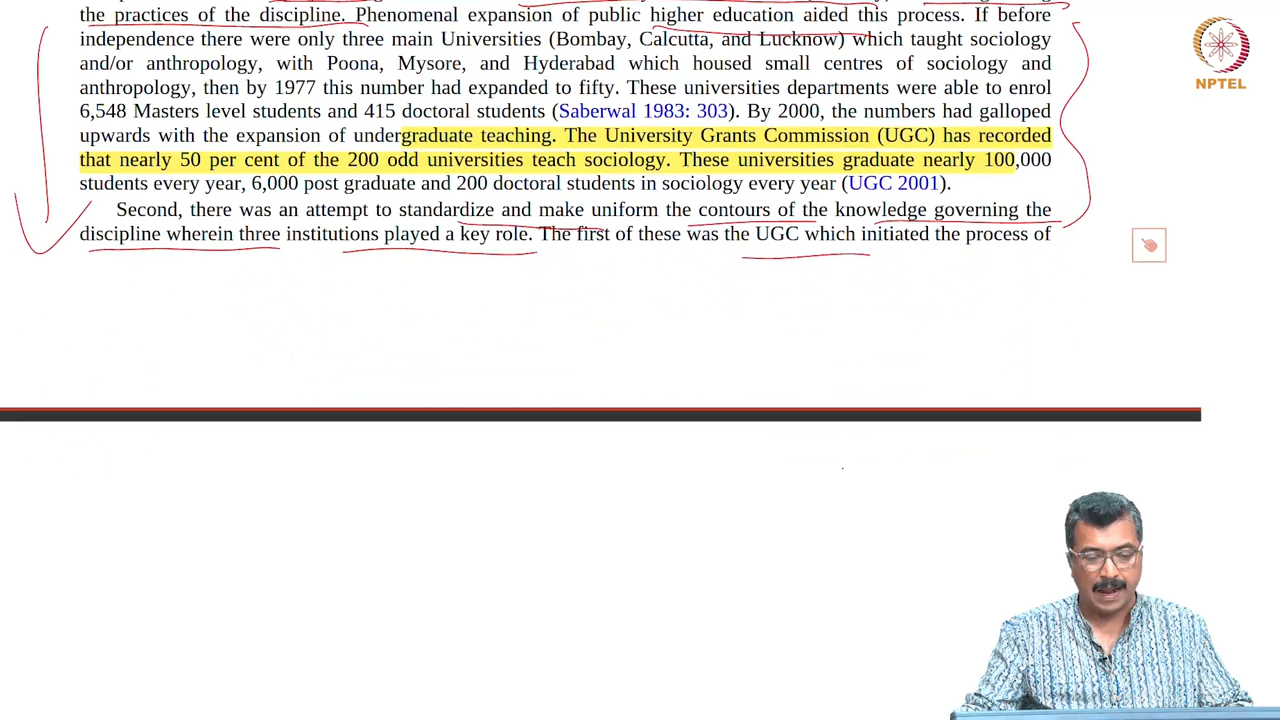 the practices of the discipline. Phenomenal expansion of public higher education aided this process. If before
independence there were only three main Universities (Bombay, Calcutta, and Lucknow) which taught sociology
and/or anthropology, with Poona, Mysore, and Hyderabad which housed small centres of sociology and
anthropology, then by 1977 this number had expanded to fifty. These universities departments were able to enrol
6,548 Masters level students and 415 doctoral students (Saberwal 1983: 303). By 2000, the numbers had galloped
upwards with the expansion of undergraduate teaching. The University Grants Commission (UGC) has recorded
that nearly 50 per cent of the 200 odd universities teach sociology. These universities graduate nearly 100,000
students every year, 6,000 post graduate and 200 doctoral students in sociology every year (UGC 2001).
Second, there was an attempt to standardize and make uniform the contours of the knowledge governing the
discipline wherein three institutions played a key role. The first of these was the UGC which initiated the process of
NPTEL